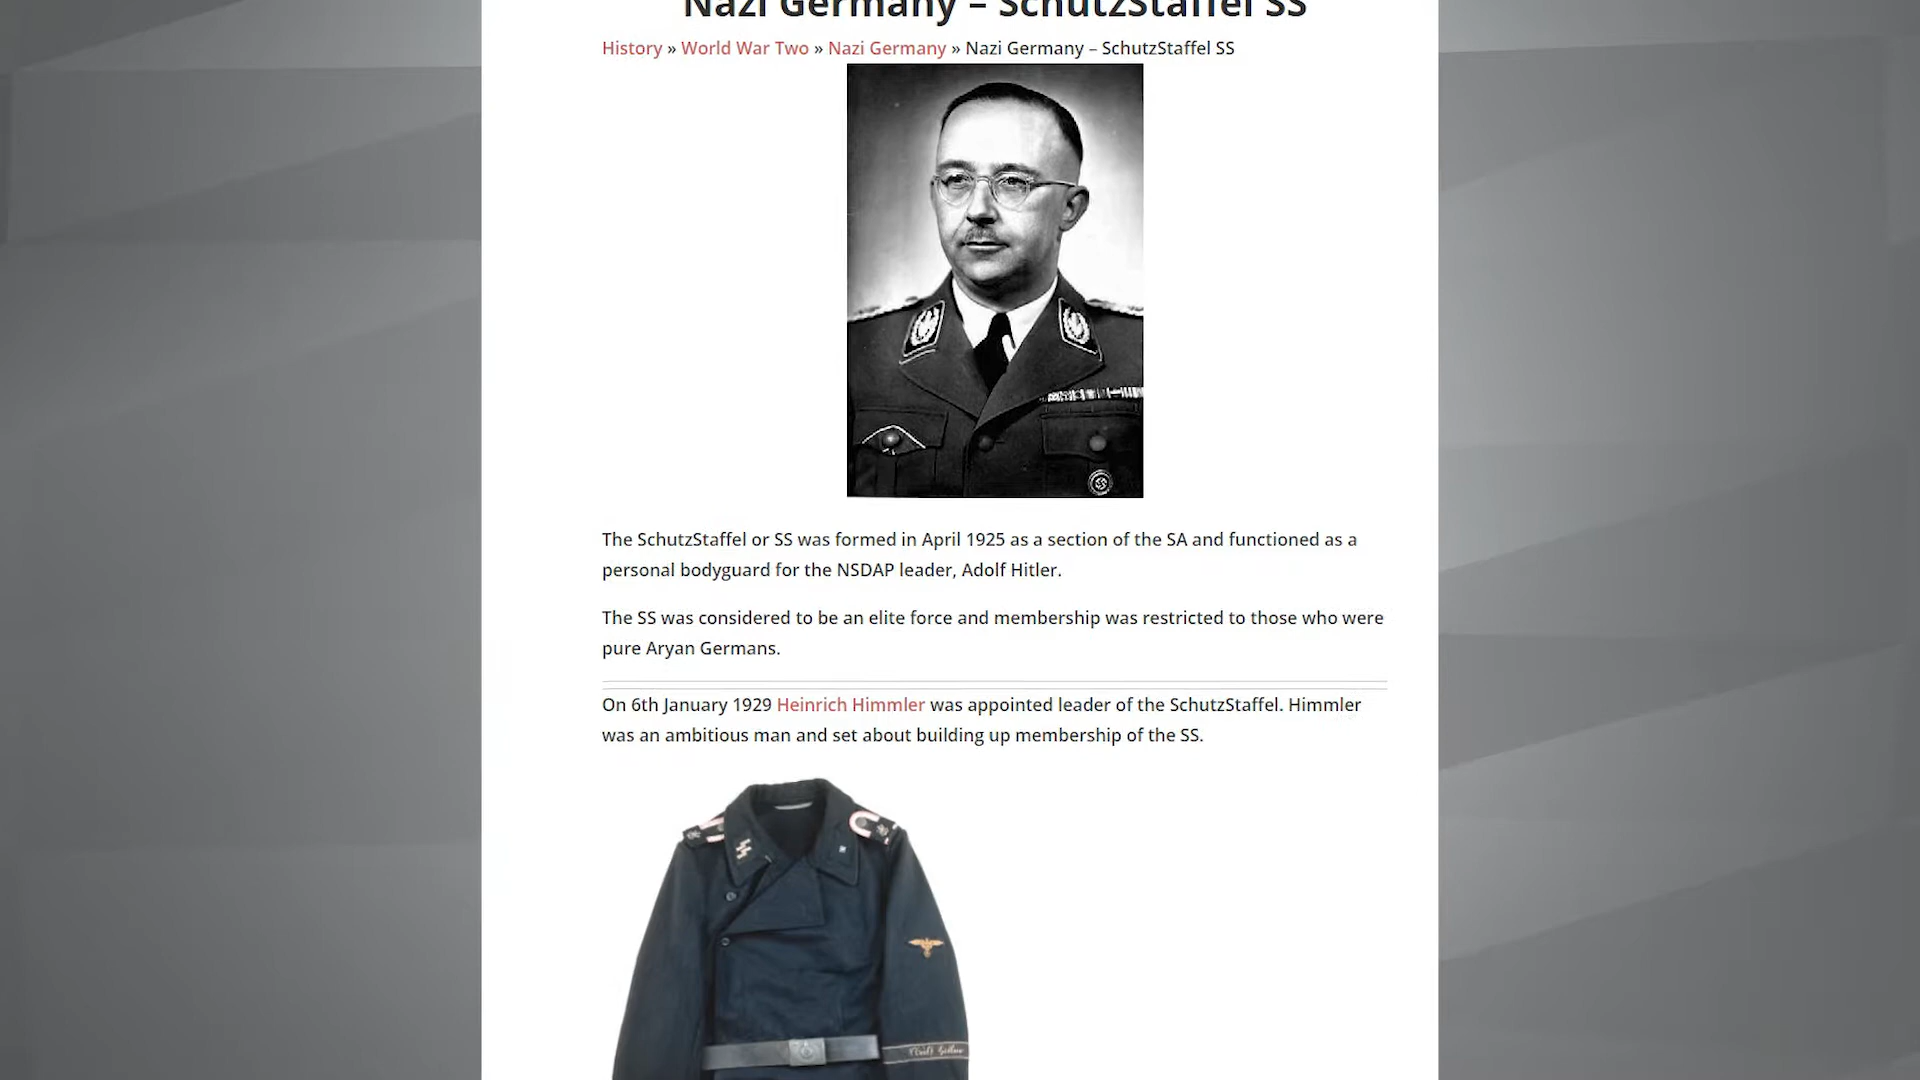 Nazi Germany – SchutzStaffel SS
History » World War Two » Nazi Germany » Nazi Germany – SchutzStaffel SS
The SchutzStaffel or SS was formed in April 1925 as a section of the SA and functioned as a
personal bodyguard for the NSDAP leader, Adolf Hitler.
The SS was considered to be an elite force and membership was restricted to those who were
pure Aryan Germans.
On 6th January 1929 Heinrich Himmler was appointed leader of the SchutzStaffel. Himmler
was an ambitious man and set about building up membership of the SS.